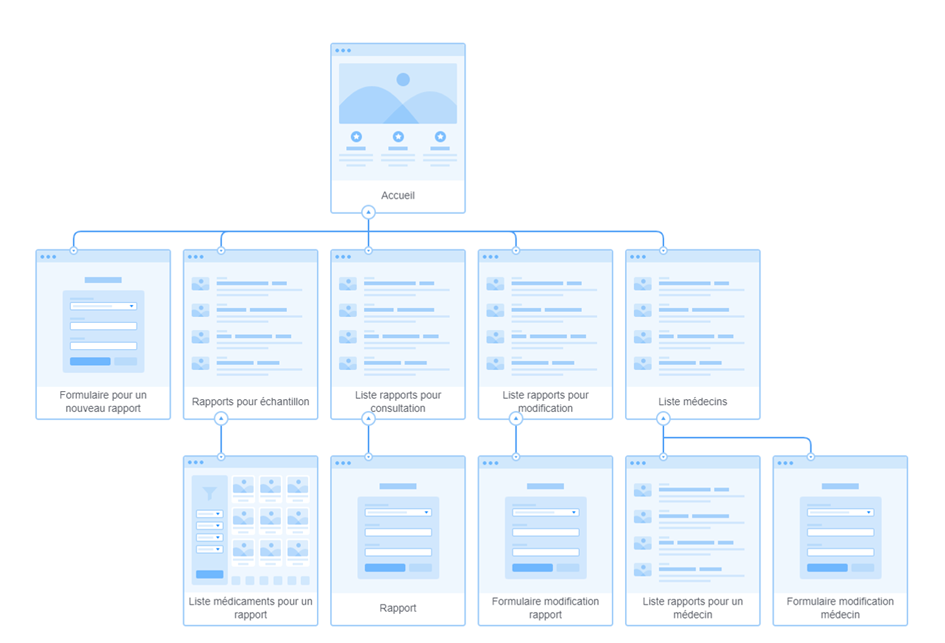 Accueil
Formulaire pour un
nouveau rapport
Rapports pour échantillon
Liste rapports pour
consultation
Liste rapports pour
modification
Liste médecins
Liste médicaments pour un
rapport
Rapport
Formulaire modification
rapport
Liste rapports pour un
médecin
Formulaire modification
médecin